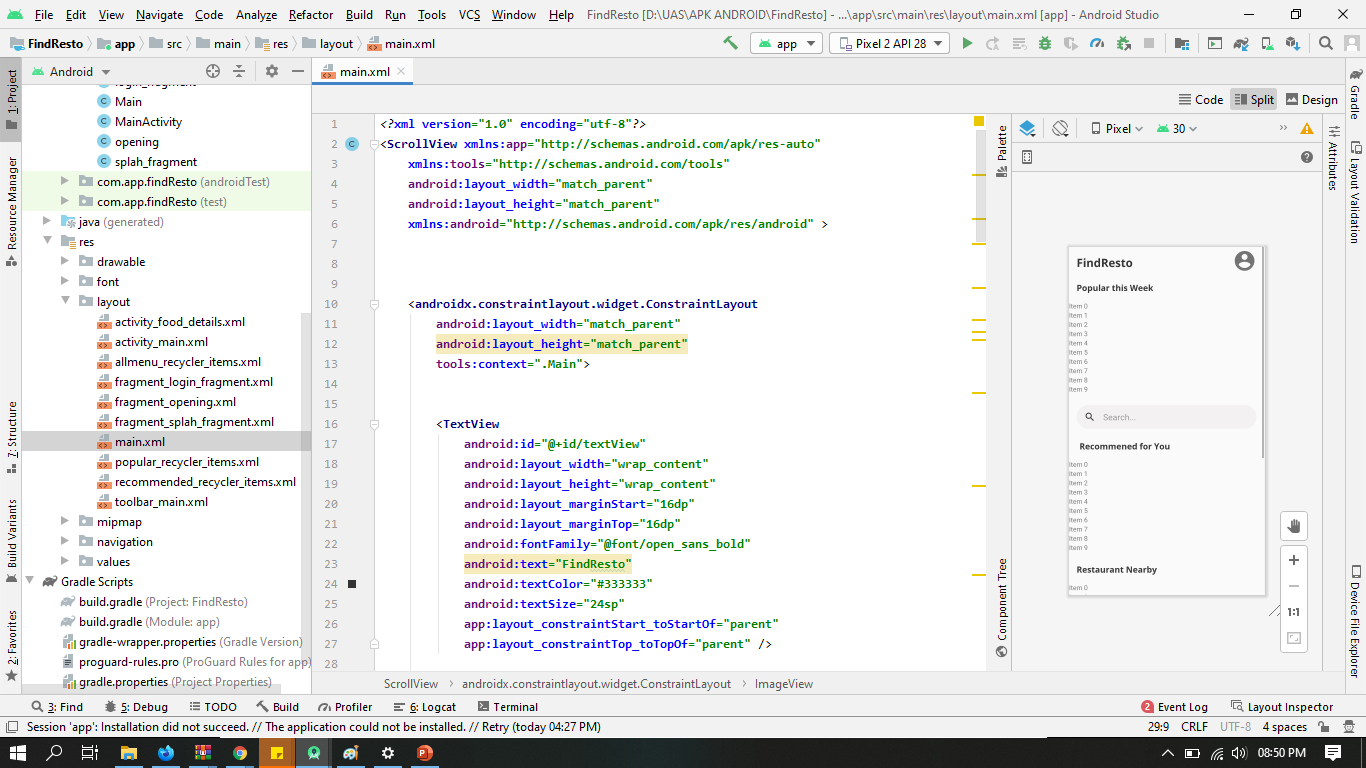 File Edit View Navigate Code Analyze Refactor Build Run Tools VCS Window Help FindResto [D:\UAS\APK ANDROID\FindResto] - ...\app\src\main\res\layout\main.xml [app] - Android Studio
FindResto app src main res layout main.xml app Pixel 2 API 28
Android
main.xml
Code Split Design
1: Project
Resource Manager
Z: Structure
Build Variants
2: Favorites
Main
MainActivity
opening
splah_fragment
com.app.findResto (androidTest)
com.app.findResto (test)
java (generated)
res
drawable
font
layout
activity_food_details.xml
activity_main.xml
allmenu_recycler_items.xml
fragment_login_fragment.xml
fragment_opening.xml
fragment_splah_fragment.xml
main.xml
popular_recycler_items.xml
recommended_recycler_items.xml
toolbar_main.xml
mipmap
navigation
values
Gradle Scripts
build.gradle (Project: FindResto)
build.gradle (Module: app)
gradle-wrapper.properties (Gradle Version)
proguard-rules.pro (ProGuard Rules for app)
gradle.properties (Project Properties)
1 <?xml version="1.0" encoding="utf-8"?>
2 <ScrollView xmlns:app="http://schemas.android.com/apk/res-auto"
3 xmlns:tools="http://schemas.android.com/tools"
4 android:layout_width="match_parent"
5 android:layout_height="match_parent"
6 xmlns:android="http://schemas.android.com/apk/res/android" >
7
8
9
10 <androidx.constraintlayout.widget.ConstraintLayout
11 android:layout_width="match_parent"
12 android:layout_height="match_parent"
13 tools:context=".Main">
14
15
16 <TextView
17 android:id="@+id/textView"
18 android:layout_width="wrap_content"
19 android:layout_height="wrap_content"
20 android:layout_marginStart="16dp"
21 android:layout_marginTop="16dp"
22 android:fontFamily="@font/open_sans_bold"
23 android:text="FindResto"
24 android:textColor="#333333"
25 android:textSize="24sp"
26 app:layout_constraintStart_toStartOf="parent"
27 app:layout_constraintTop_toTopOf="parent" />
28
ScrollView androidx.constraintlayout.widget.ConstraintLayout ImageView
Palette
Component Tree
Pixel 30
FindResto
Popular this Week
Item 0
Item 1
Item 2
Item 3
Item 4
Item 5
Item 6
Item 7
Item 8
Item 9
Search...
Recommened for You
Item 0
Item 1
Item 2
Item 3
Item 4
Item 5
Item 6
Item 7
Item 8
Item 9
Restaurant Nearby
Item 0
1:1
Attributes
Gradle
Layout Validation
Device File Explorer
3: Find 5: Debug TODO Build Profiler 6: Logcat Terminal 2 Event Log Layout Inspector
Session 'app': Installation did not succeed. // The application could not be installed. // Retry (today 04:27 PM) 29:9 CRLF UTF-8 4 spaces
08:50 PM